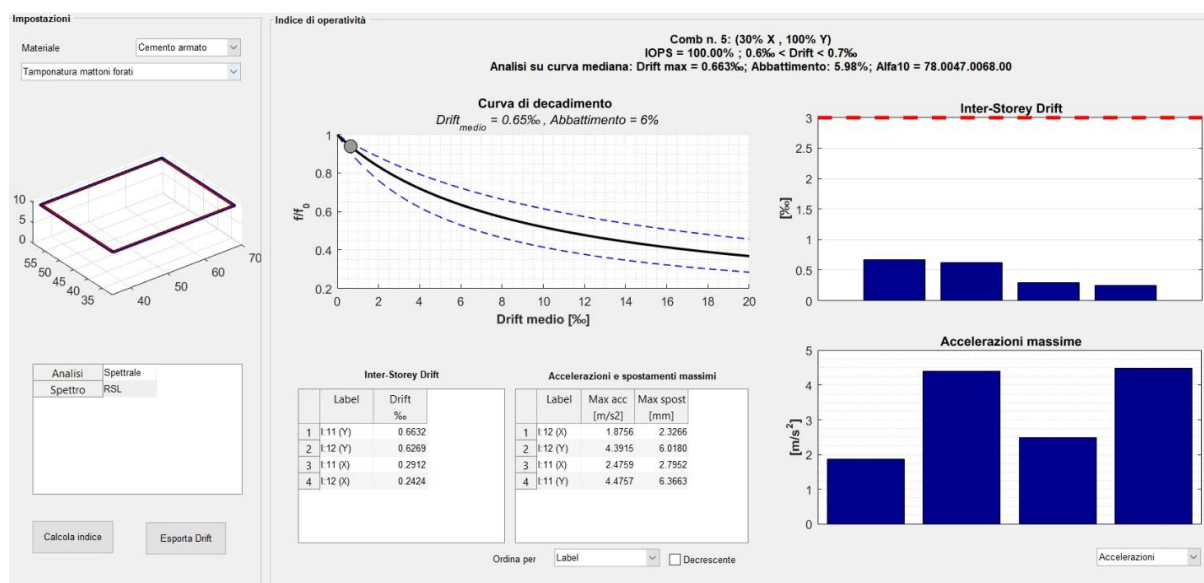 Impostazioni
Materiale
Cemento armato
Tamponatura mattoni forati
10
5
0
55
50
45
40
35
40
50
60
70
Analisi Spettrale
Spettro RSL
Calcola indice
Esporta Drift
Indice di operatività
Comb n. 5: (30% X , 100% Y)
IOPS = 100.00% ; 0.6‰ < Drift < 0.7‰
Analisi su curva mediana: Drift max = 0.663‰; Abbattimento: 5.98%; Alfa10 = 78.0047.0068.00
Curva di decadimento
Drift_medio = 0.65‰ , Abbattimento = 6%
f/f0
1
0.8
0.6
0.4
0.2
0 2 4 6 8 10 12 14 16 18 20
Drift medio [‰]
Inter-Storey Drift
[‰]
3
2.5
2
1.5
1
0.5
0
Inter-Storey Drift
Label Drift
‰
1 I:11 (Y) 0.6632
2 I:12 (Y) 0.6269
3 I:11 (X) 0.2912
4 I:12 (X) 0.2424
Accelerazioni e spostamenti massimi
Label Max acc Max spost
[m/s2] [mm]
1 I:12 (X) 1.8756 2.3266
2 I:12 (Y) 4.3915 6.0180
3 I:11 (X) 2.4759 2.7952
4 I:11 (Y) 4.4757 6.3663
Ordina per
Label
Decrescente
Accelerazioni massime
[m/s2]
5
4
3
2
1
0
Accelerazioni